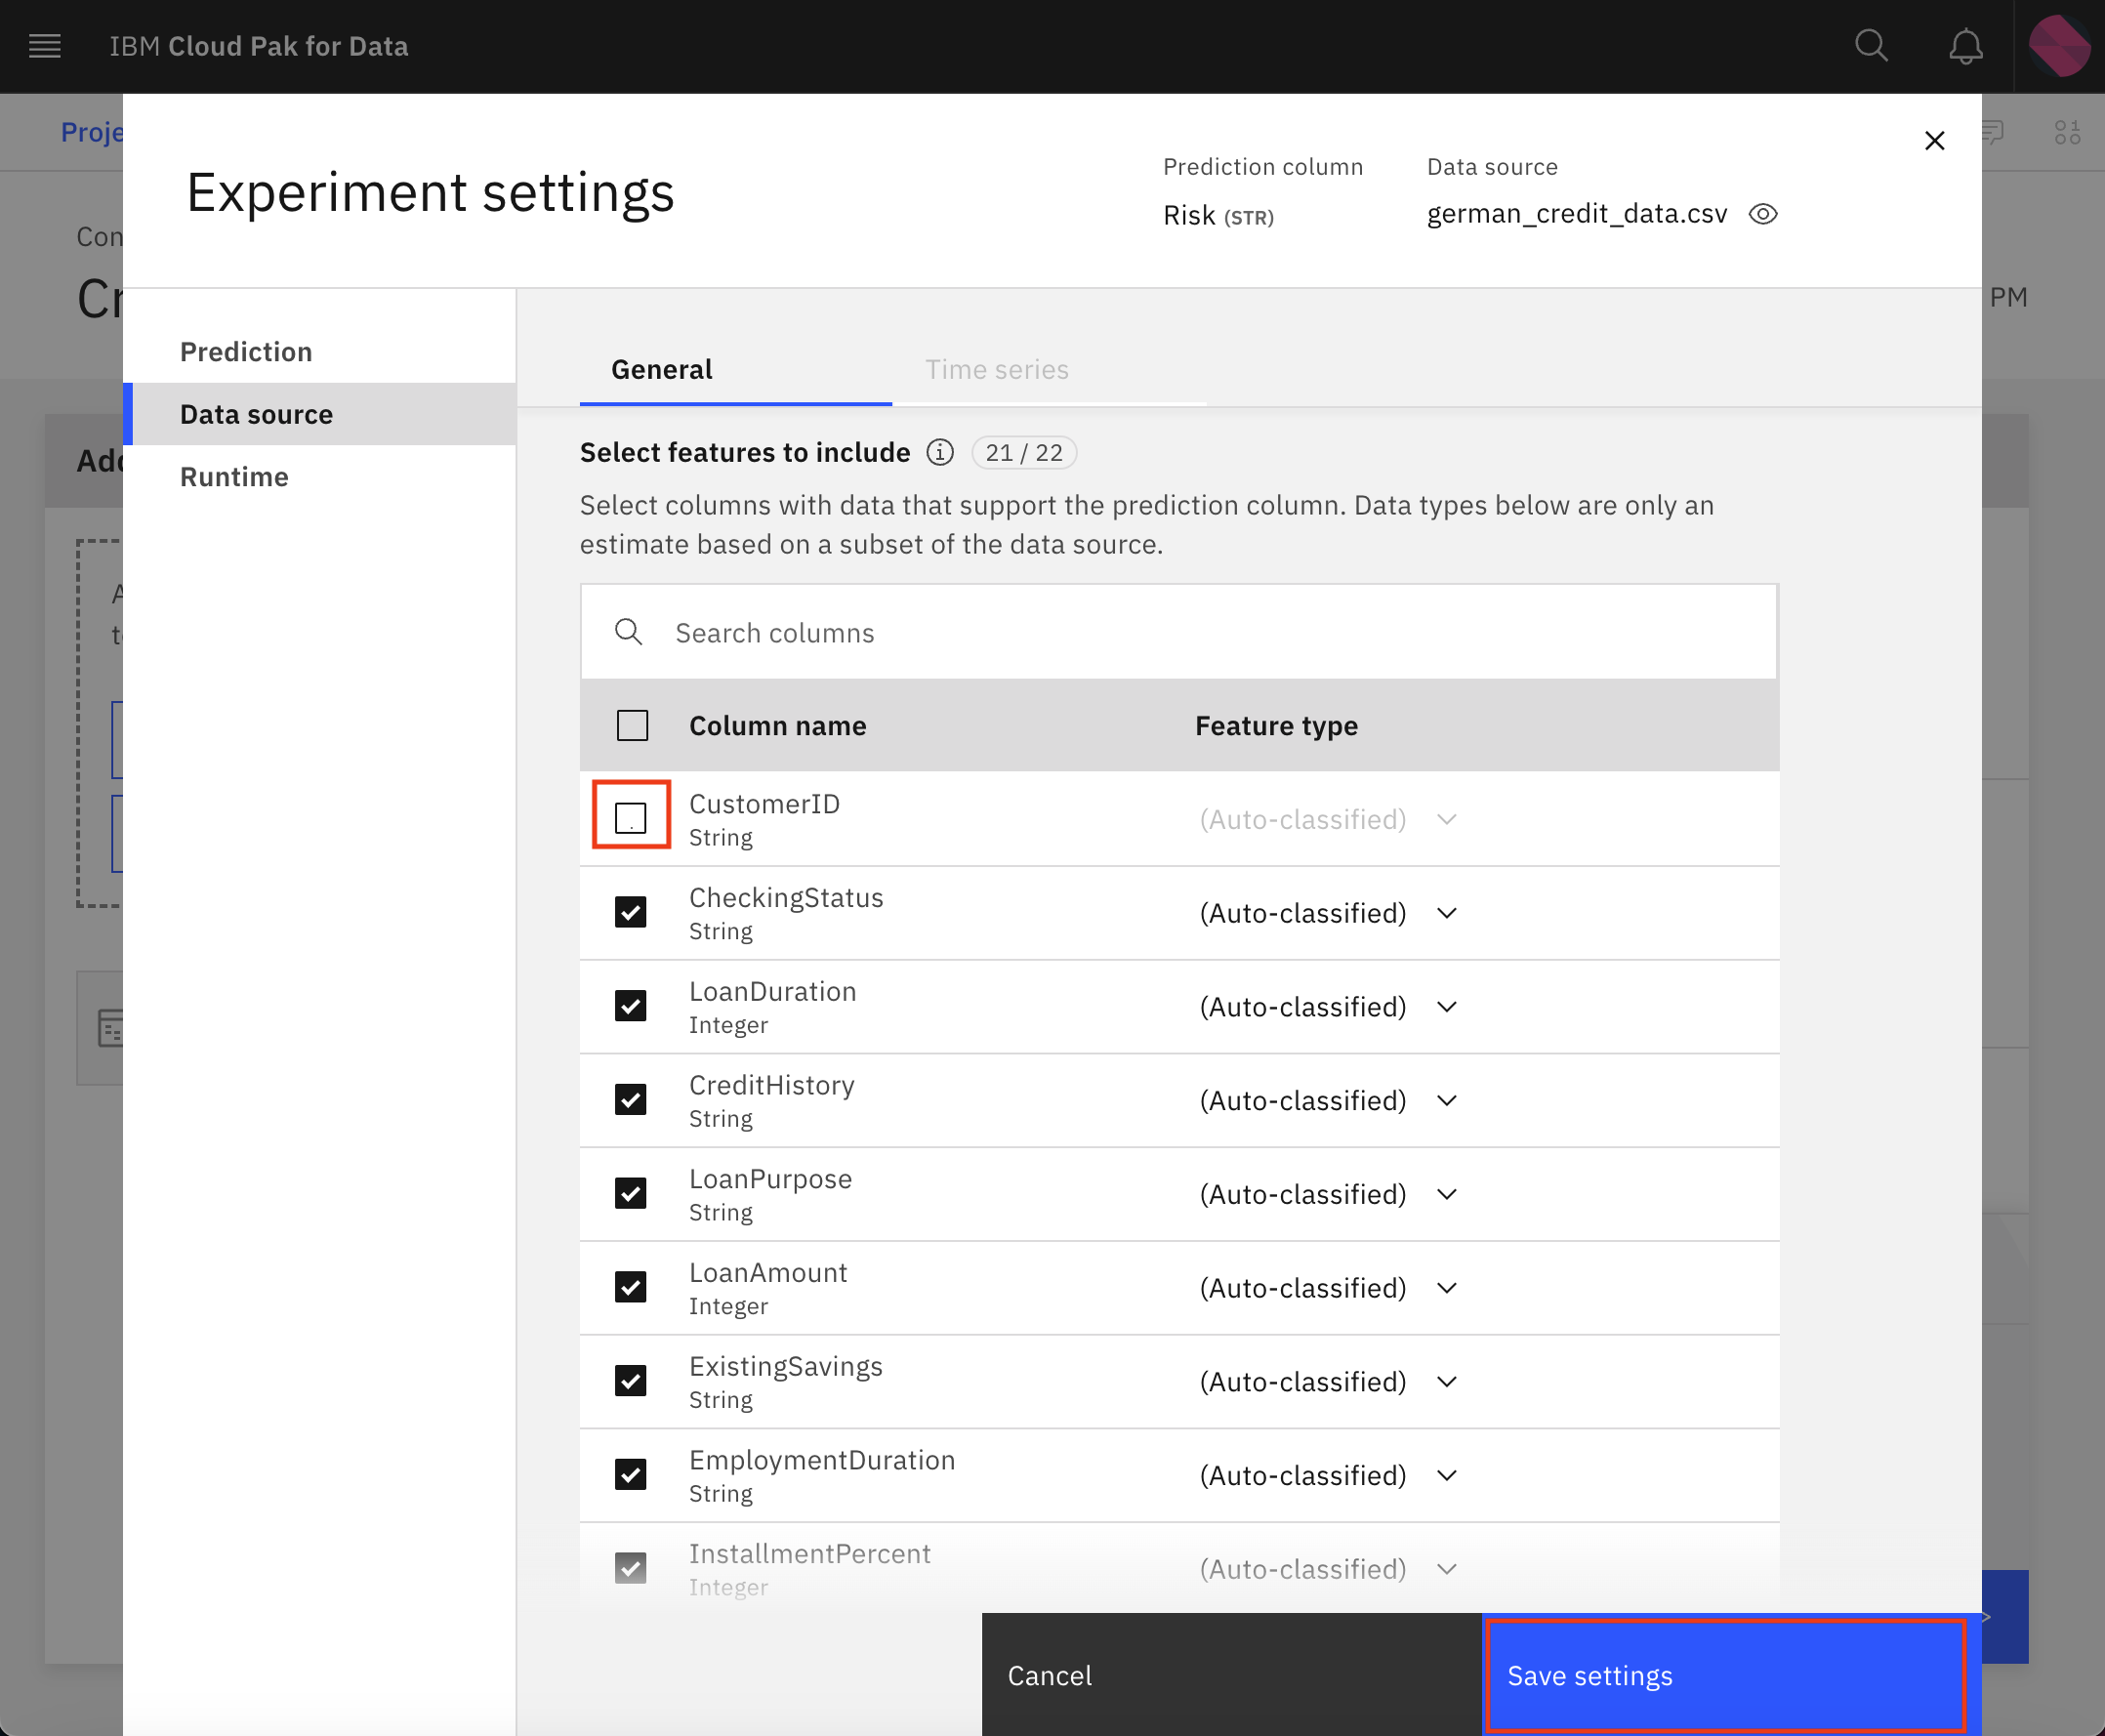 IBM Cloud Pak for Data
Proje
Experiment settings
Prediction column
Data source
Risk (STR)
german_credit_data.csv
Con
Cr
PM
Prediction
Data source
Runtime
Add
A
t
General
Time series
Select features to include
21 / 22
Select columns with data that support the prediction column. Data types below are only an
estimate based on a subset of the data source.
Search columns
Column name
Feature type
CustomerID
String
(Auto-classified)
CheckingStatus
String
(Auto-classified)
LoanDuration
Integer
(Auto-classified)
CreditHistory
String
(Auto-classified)
LoanPurpose
String
(Auto-classified)
LoanAmount
Integer
(Auto-classified)
ExistingSavings
String
(Auto-classified)
EmploymentDuration
String
(Auto-classified)
InstallmentPercent
Integer
(Auto-classified)
Cancel
Save settings